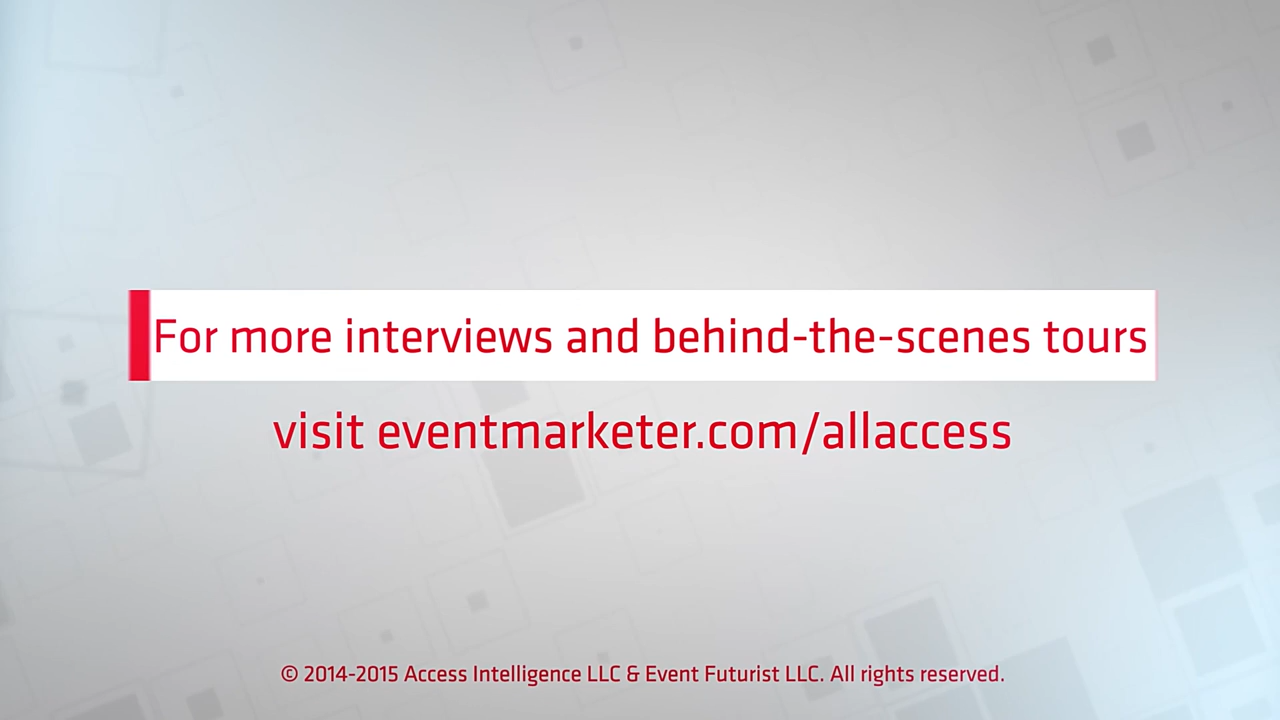 For more interviews and behind-the-scenes tours
visit eventmarketer.com/allaccess
© 2014-2015 Access Intelligence LLC & Event Futurist LLC. All rights reserved.